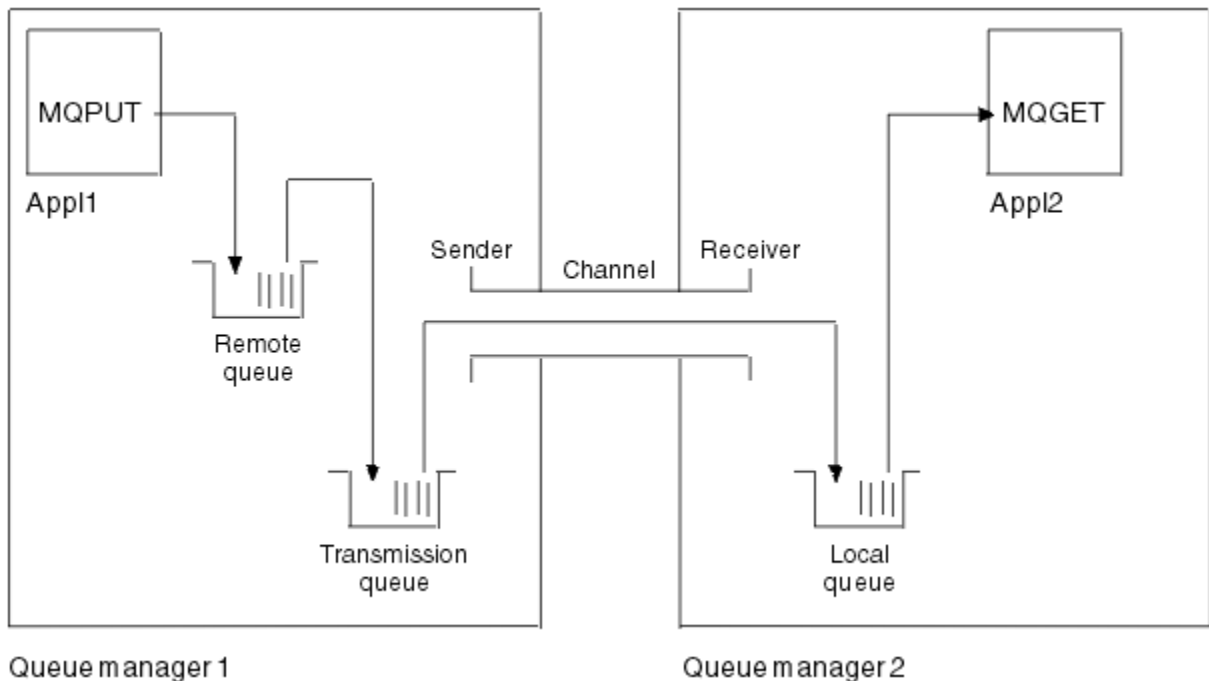 MQPUT
MQGET
Appl1
Appl2
Sender
Channel
Receiver
Remote
queue
Transmission
queue
Local
queue
Queue manager 1
Queue manager 2